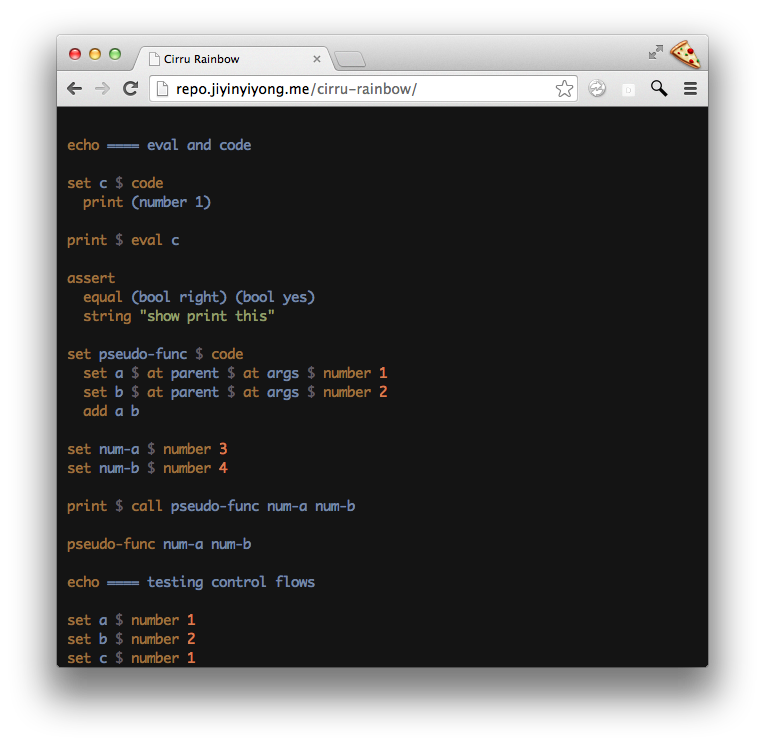 Cirru Rainbow
repo.jiyinyiyong.me/cirru-rainbow/
echo ==== eval and code
set c $ code
print (number 1)
print $ eval c
assert
equal (bool right) (bool yes)
string "show print this"
set pseudo-func $ code
set a $ at parent $ at args $ number 1
set b $ at parent $ at args $ number 2
add a b
set num-a $ number 3
set num-b $ number 4
print $ call pseudo-func num-a num-b
pseudo-func num-a num-b
echo ==== testing control flows
set a $ number 1
set b $ number 2
set c $ number 1